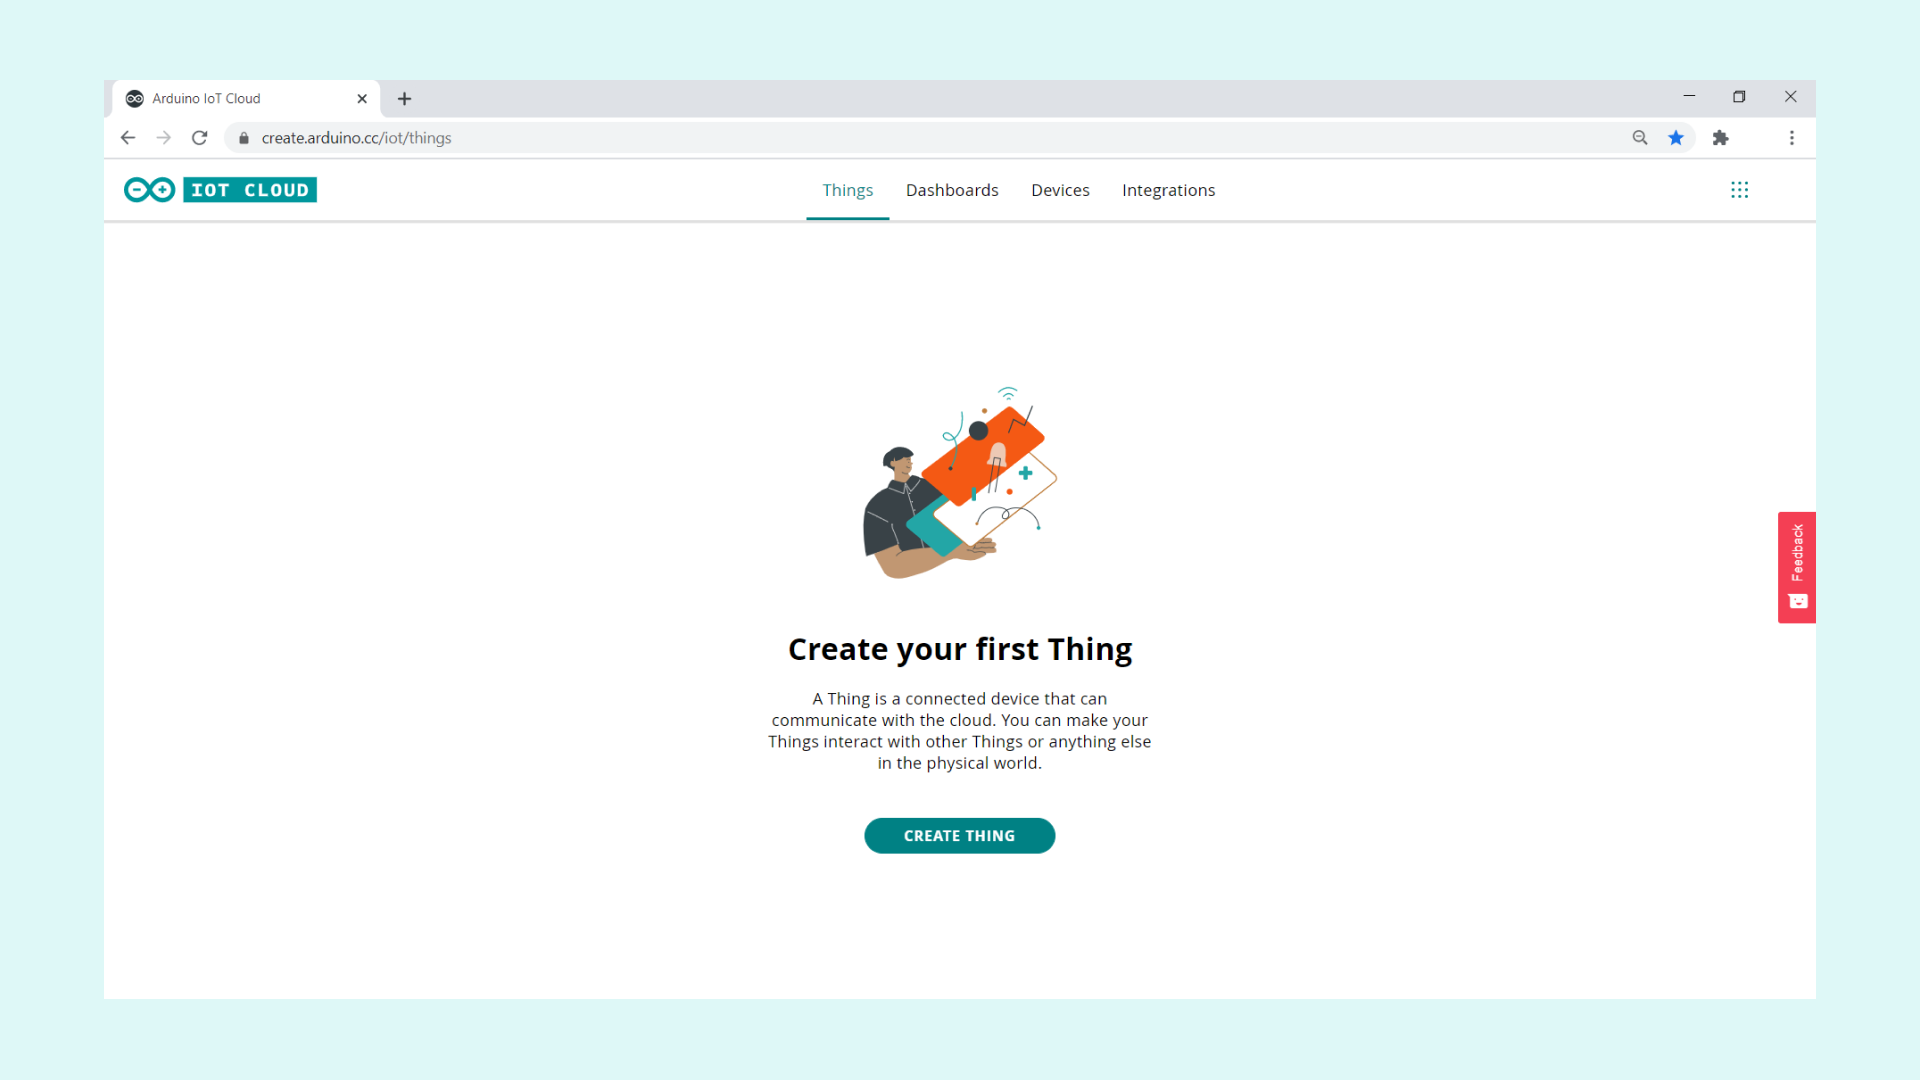 Arduino IoT Cloud
create.arduino.cc/iot/things
IOT CLOUD
Things
Dashboards
Devices
Integrations
Feedback
Create your first Thing
A Thing is a connected device that can
communicate with the cloud. You can make your
Things interact with other Things or anything else
in the physical world.
CREATE THING